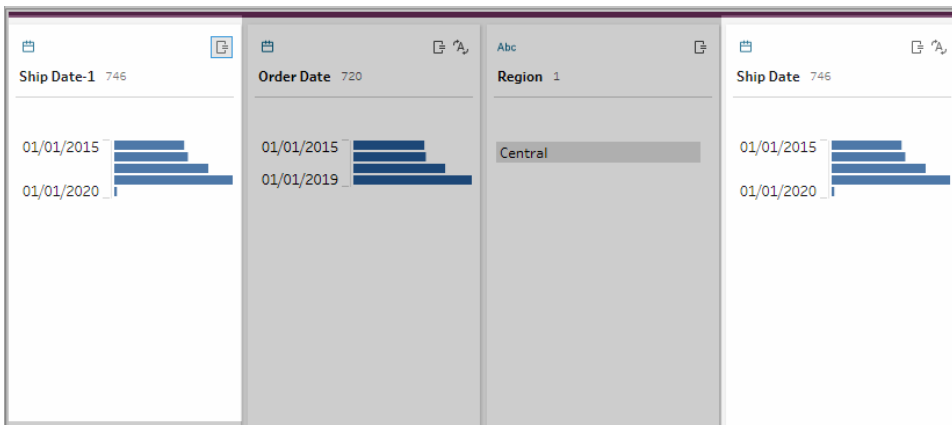 Abc
Ship Date-1 746
Order Date 720
Region 1
Ship Date 746
01/01/2015
01/01/2020
01/01/2015
01/01/2019
Central
01/01/2015
01/01/2020